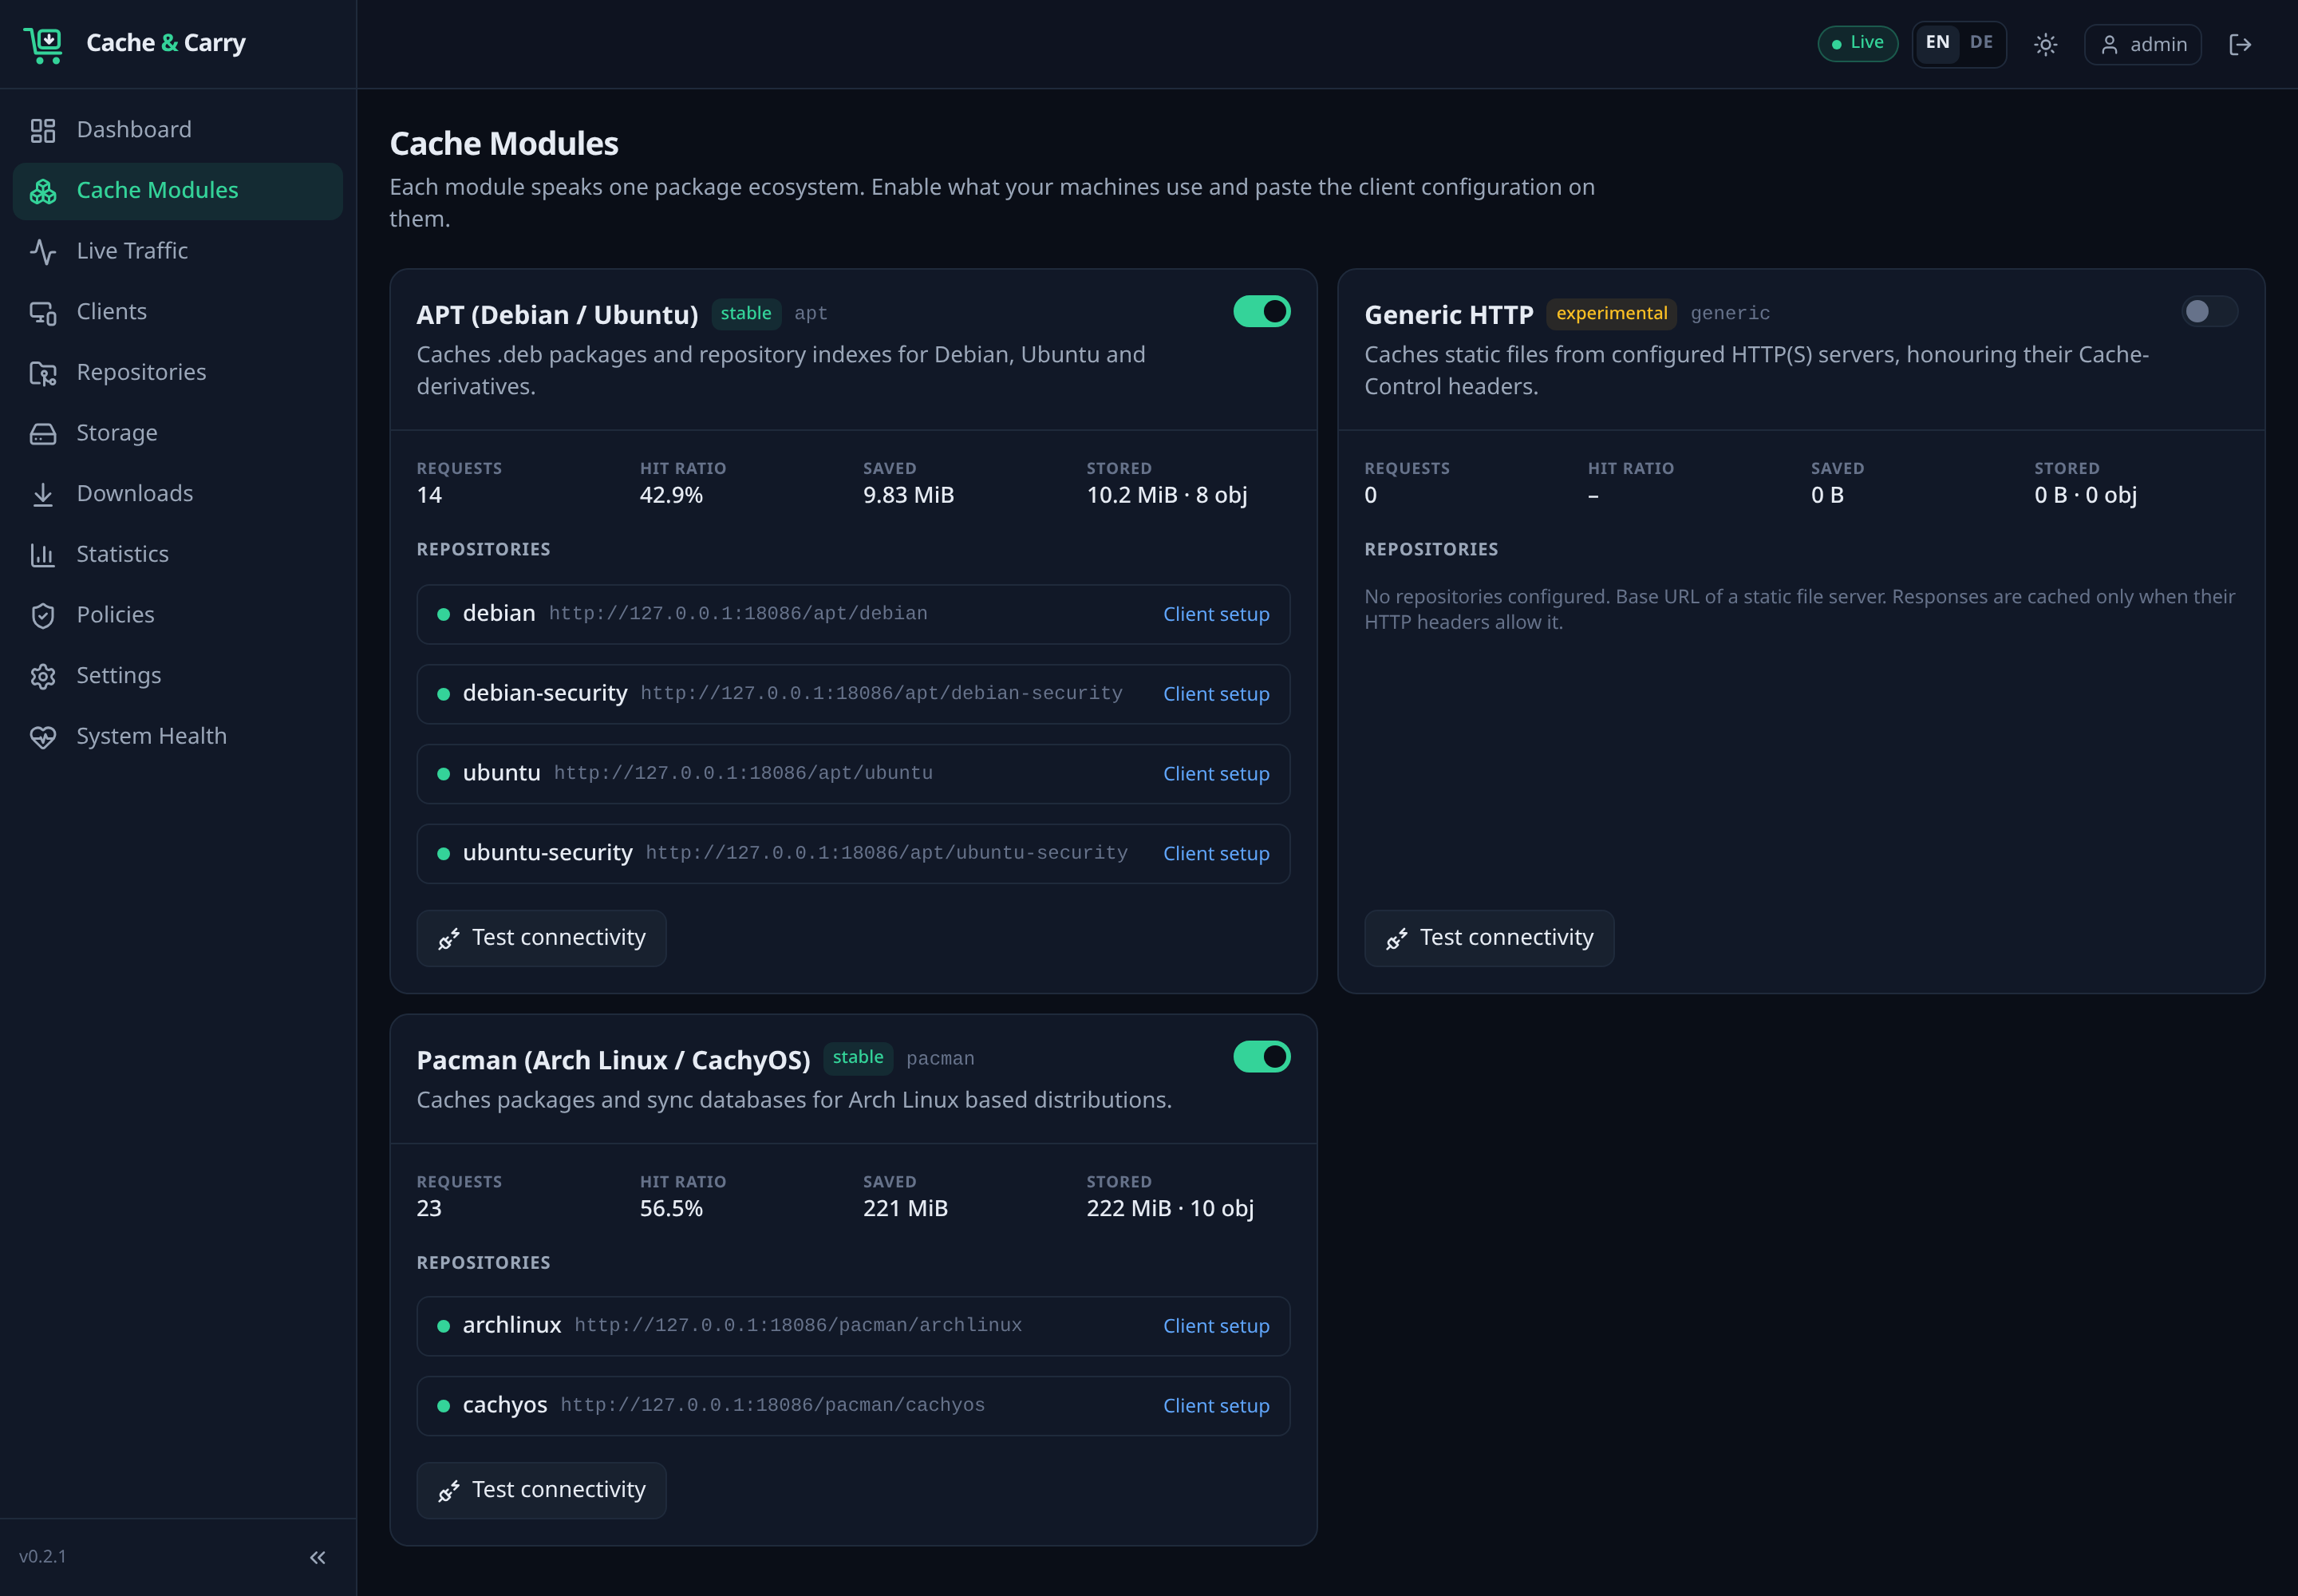 Cache & Carry
Live
EN DE
admin
Dashboard
Cache Modules
Live Traffic
Clients
Repositories
Storage
Downloads
Statistics
Policies
Settings
System Health
v0.2.1
Cache Modules
Each module speaks one package ecosystem. Enable what your machines use and paste the client configuration on
them.
APT (Debian / Ubuntu) stable apt
Caches .deb packages and repository indexes for Debian, Ubuntu and
derivatives.
REQUESTS HIT RATIO SAVED STORED
14 42.9% 9.83 MiB 10.2 MiB · 8 obj
REPOSITORIES
debian http://127.0.0.1:18086/apt/debian Client setup
debian-security http://127.0.0.1:18086/apt/debian-security Client setup
ubuntu http://127.0.0.1:18086/apt/ubuntu Client setup
ubuntu-security http://127.0.0.1:18086/apt/ubuntu-security Client setup
Test connectivity
Generic HTTP experimental generic
Caches static files from configured HTTP(S) servers, honouring their Cache-
Control headers.
REQUESTS HIT RATIO SAVED STORED
0 – 0 B 0 B · 0 obj
REPOSITORIES
No repositories configured. Base URL of a static file server. Responses are cached only when their
HTTP headers allow it.
Test connectivity
Pacman (Arch Linux / CachyOS) stable pacman
Caches packages and sync databases for Arch Linux based distributions.
REQUESTS HIT RATIO SAVED STORED
23 56.5% 221 MiB 222 MiB · 10 obj
REPOSITORIES
archlinux http://127.0.0.1:18086/pacman/archlinux Client setup
cachyos http://127.0.0.1:18086/pacman/cachyos Client setup
Test connectivity